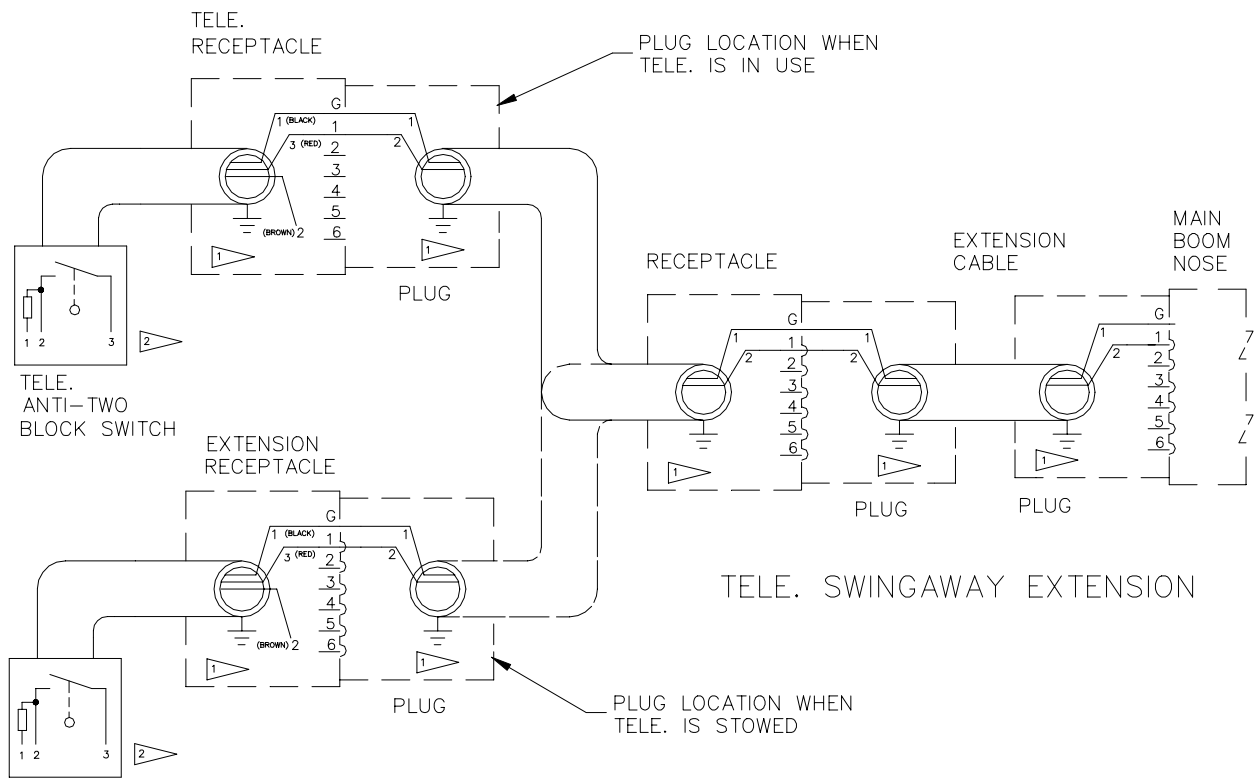 TELE.
RECEPTACLE
PLUG LOCATION WHEN
TELE. IS IN USE
G
1 (BLACK)
1
1
3 (RED)
2
2
3
4
5
6
(BROWN) 2
1
1
PLUG
1 2 3
2
TELE.
ANTI-TWO
BLOCK SWITCH
RECEPTACLE
G
1
1
1
2
2
2
3
4
5
6
1
1
PLUG
EXTENSION
CABLE
MAIN
BOOM
NOSE
G
1
1
2
2
3
4
5
6
1
PLUG
EXTENSION
RECEPTACLE
G
1 (BLACK)
1
1
3 (RED)
2
2
3
4
5
6
(BROWN) 2
1
1
PLUG
1 2 3
2
TELE. SWINGAWAY EXTENSION
PLUG LOCATION WHEN
TELE. IS STOWED